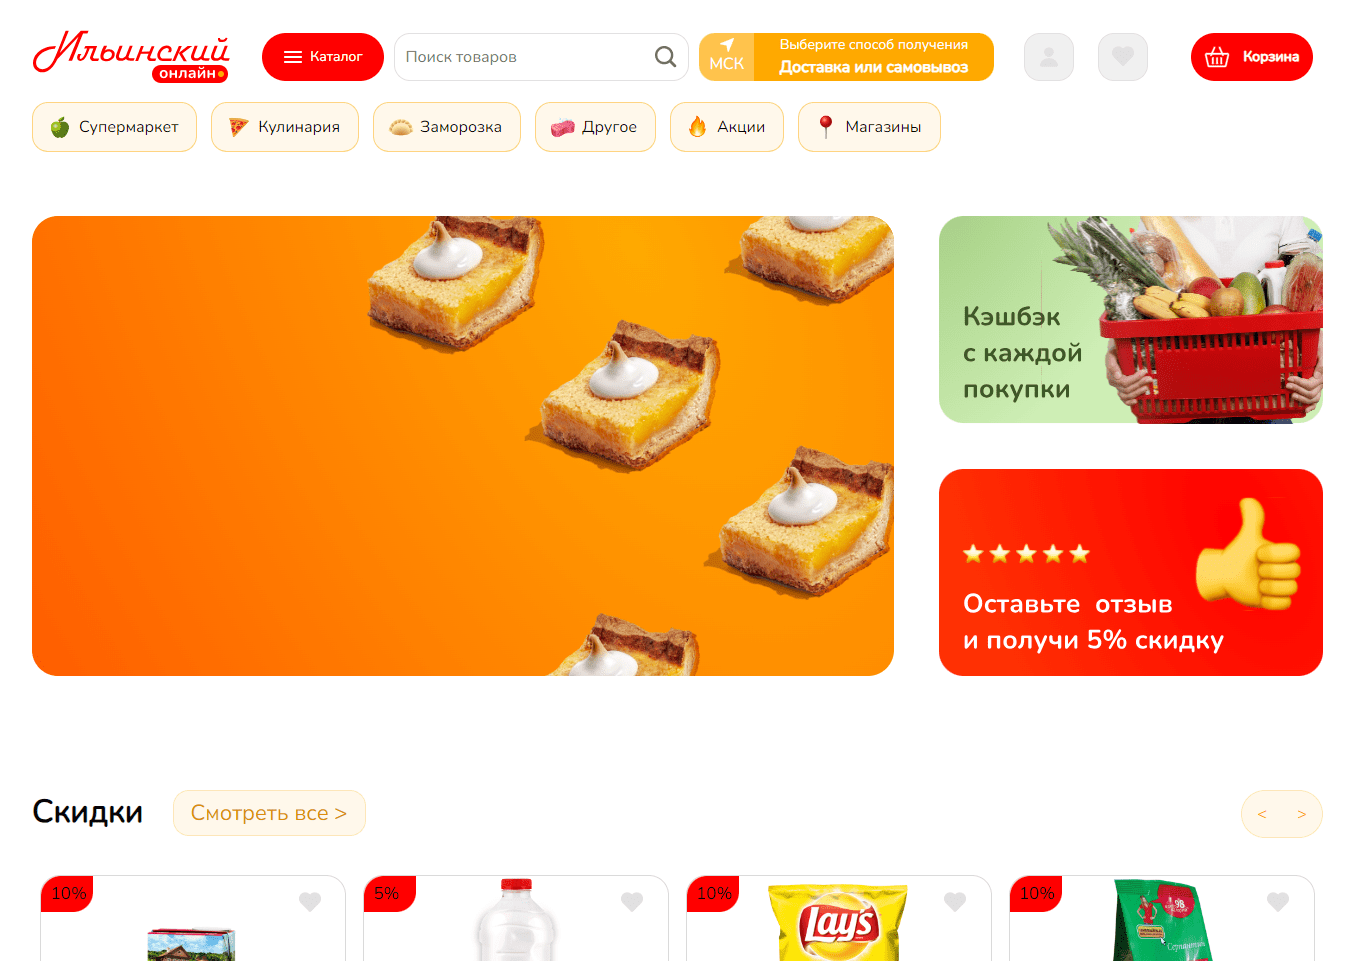 Ильинский
онлайн
Каталог
Поиск товаров
МСК
Выберите способ получения
Доставка или самовывоз
Корзина
Супермаркет
Кулинария
Заморозка
Другое
Акции
Магазины
Кэшбэк
с каждой
покупки
Оставьте отзыв
и получи 5% скидку
Скидки
Смотреть все >
< >
10%
5%
10%
10%
Lay's